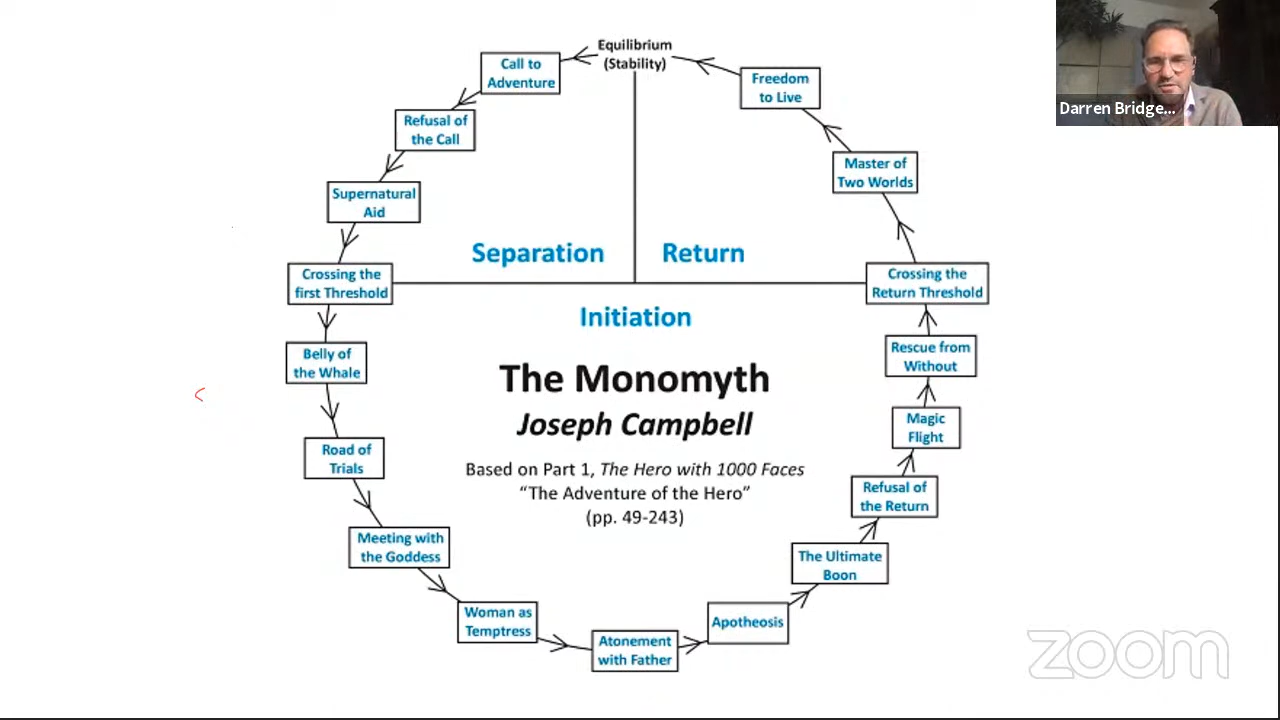 Equilibrium
(Stability)
Call to
Adventure
Refusal of
the Call
Supernatural
Aid
Crossing the
first Threshold
Belly of
the Whale
Road of
Trials
Meeting with
the Goddess
Woman as
Temptress
Atonement
with Father
Apotheosis
The Ultimate
Boon
Refusal of
the Return
Magic
Flight
Rescue from
Without
Crossing the
Return Threshold
Master of
Two Worlds
Freedom
to Live
Separation
Return
Initiation
The Monomyth
Joseph Campbell
Based on Part 1, The Hero with 1000 Faces
“The Adventure of the Hero”
(pp. 49-243)
Darren Bridge...
zoom